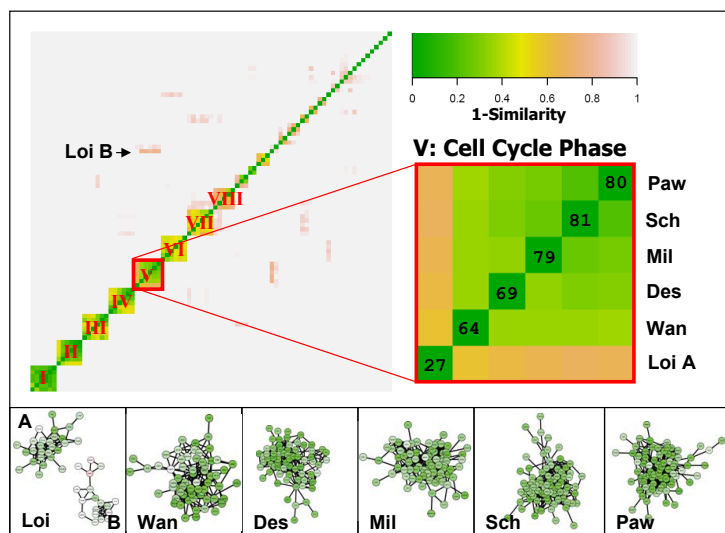 0 0.2 0.4 0.6 0.8 1
1-Similarity
Loi B
V: Cell Cycle Phase
VIII
VII
VI
V
IV
III
II
I
80 Paw
81 Sch
79 Mil
69 Des
64 Wan
27 Loi A
A
B
Loi Wan Des Mil Sch Paw